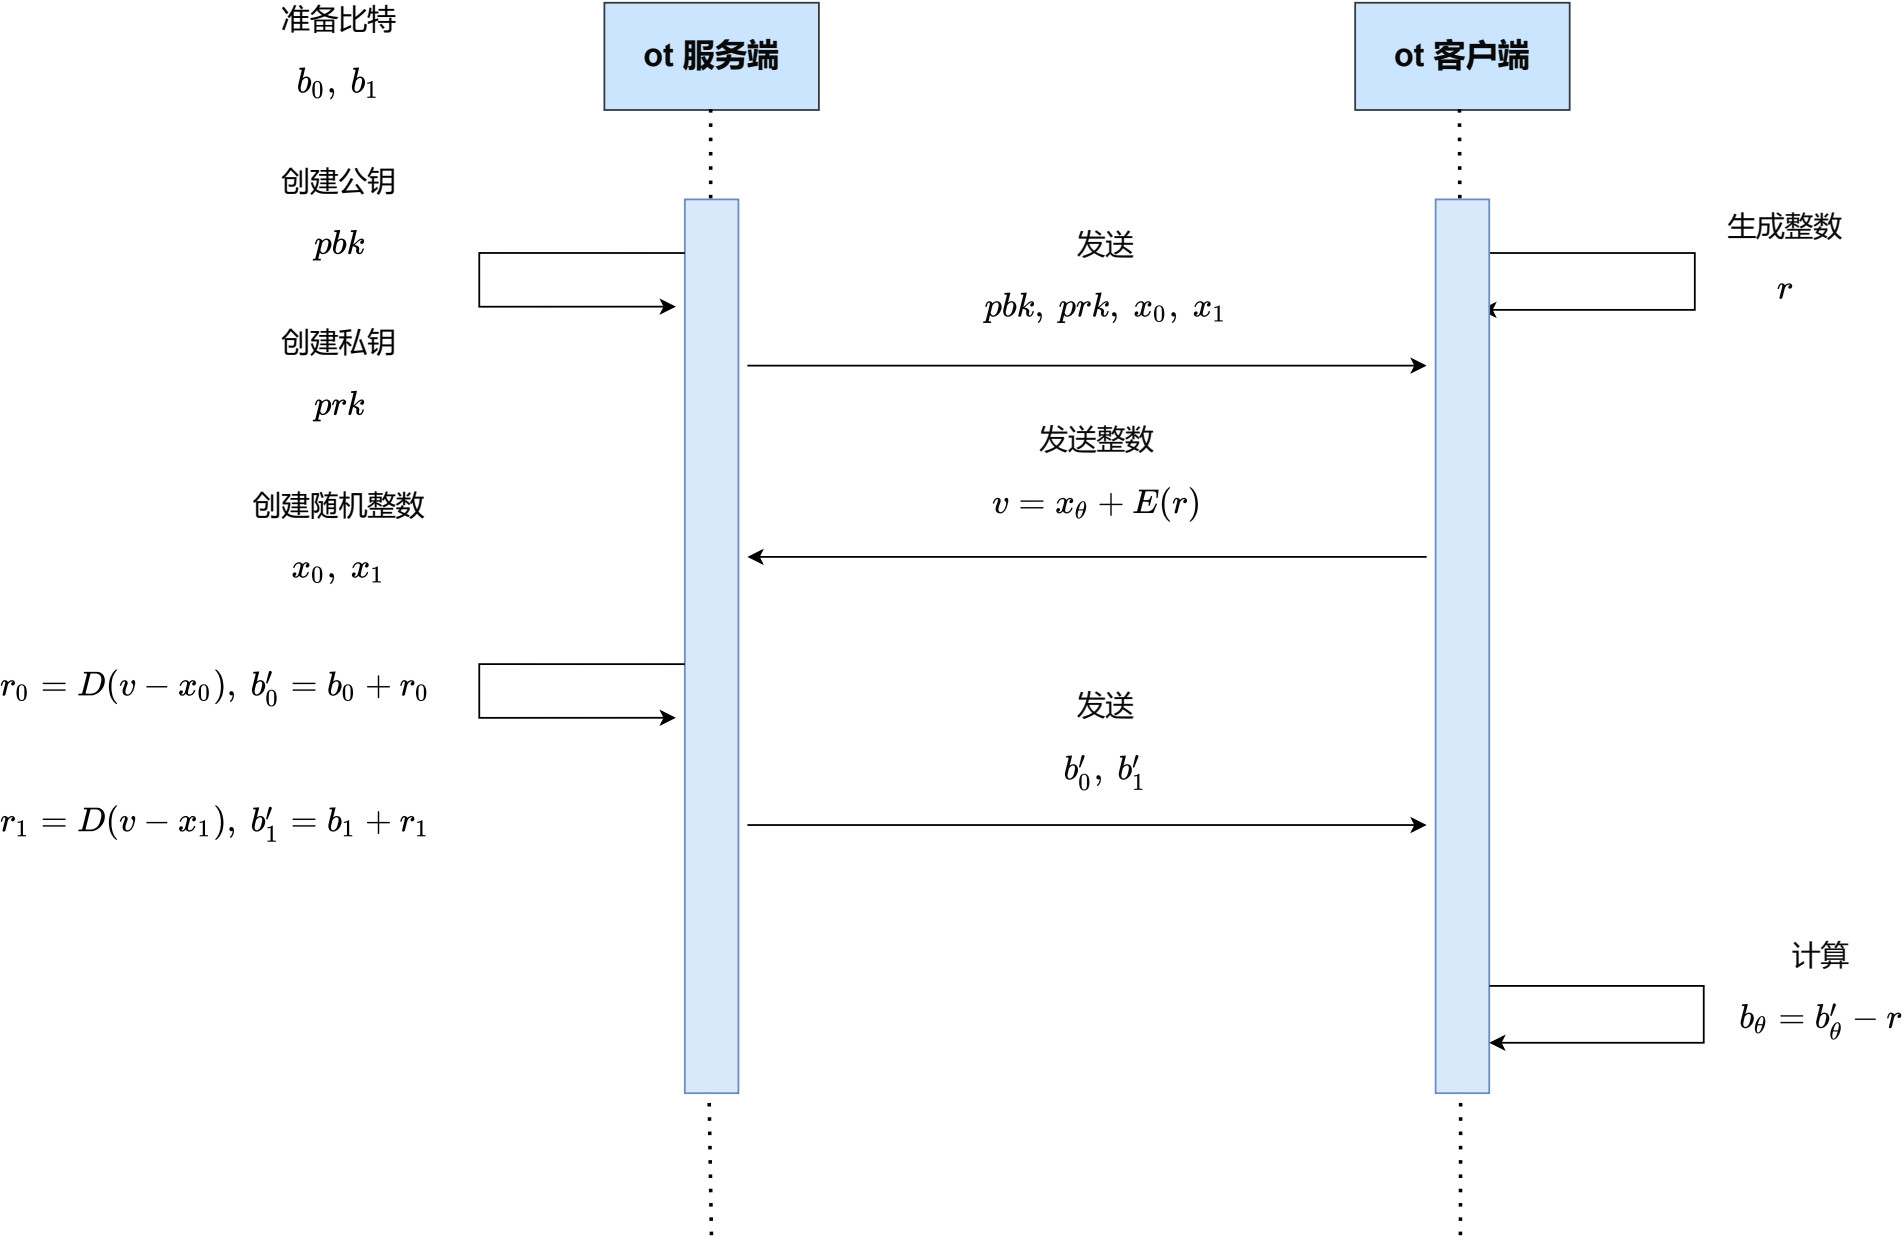 准备比特
b₀, b₁
ot 服务端
ot 客户端
创建公钥
pbk
创建私钥
prk
创建随机整数
x₀, x₁
发送
pbk, prk, x₀, x₁
生成整数
r
发送整数
v = x_θ + E(r)
r₀ = D(v − x₀), b′₀ = b₀ + r₀
r₁ = D(v − x₁), b′₁ = b₁ + r₁
发送
b′₀, b′₁
计算
b_θ = b′_θ − r